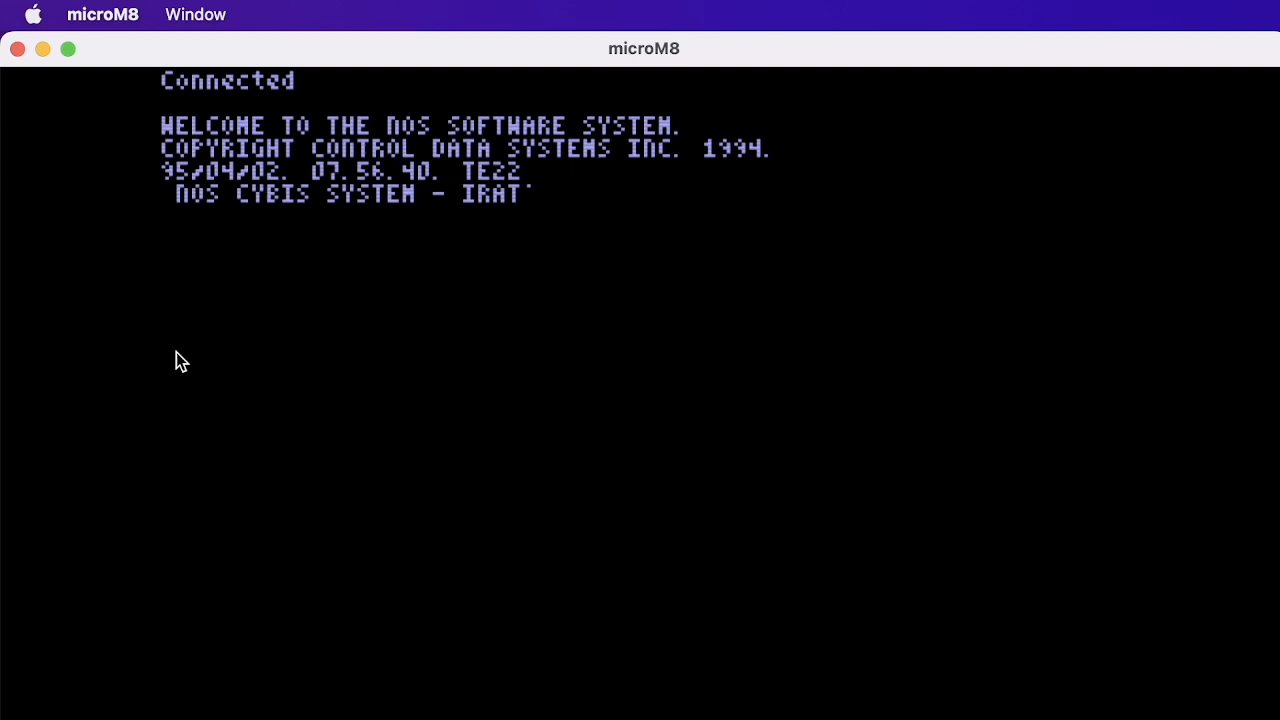 microM8 Window
microM8
Connected
WELCOME TO THE NOS SOFTWARE SYSTEM.
COPYRIGHT CONTROL DATA SYSTEMS INC. 1994.
95/04/02. 07.56.40. TE22
NOS CYBIS SYSTEM - IRAT'